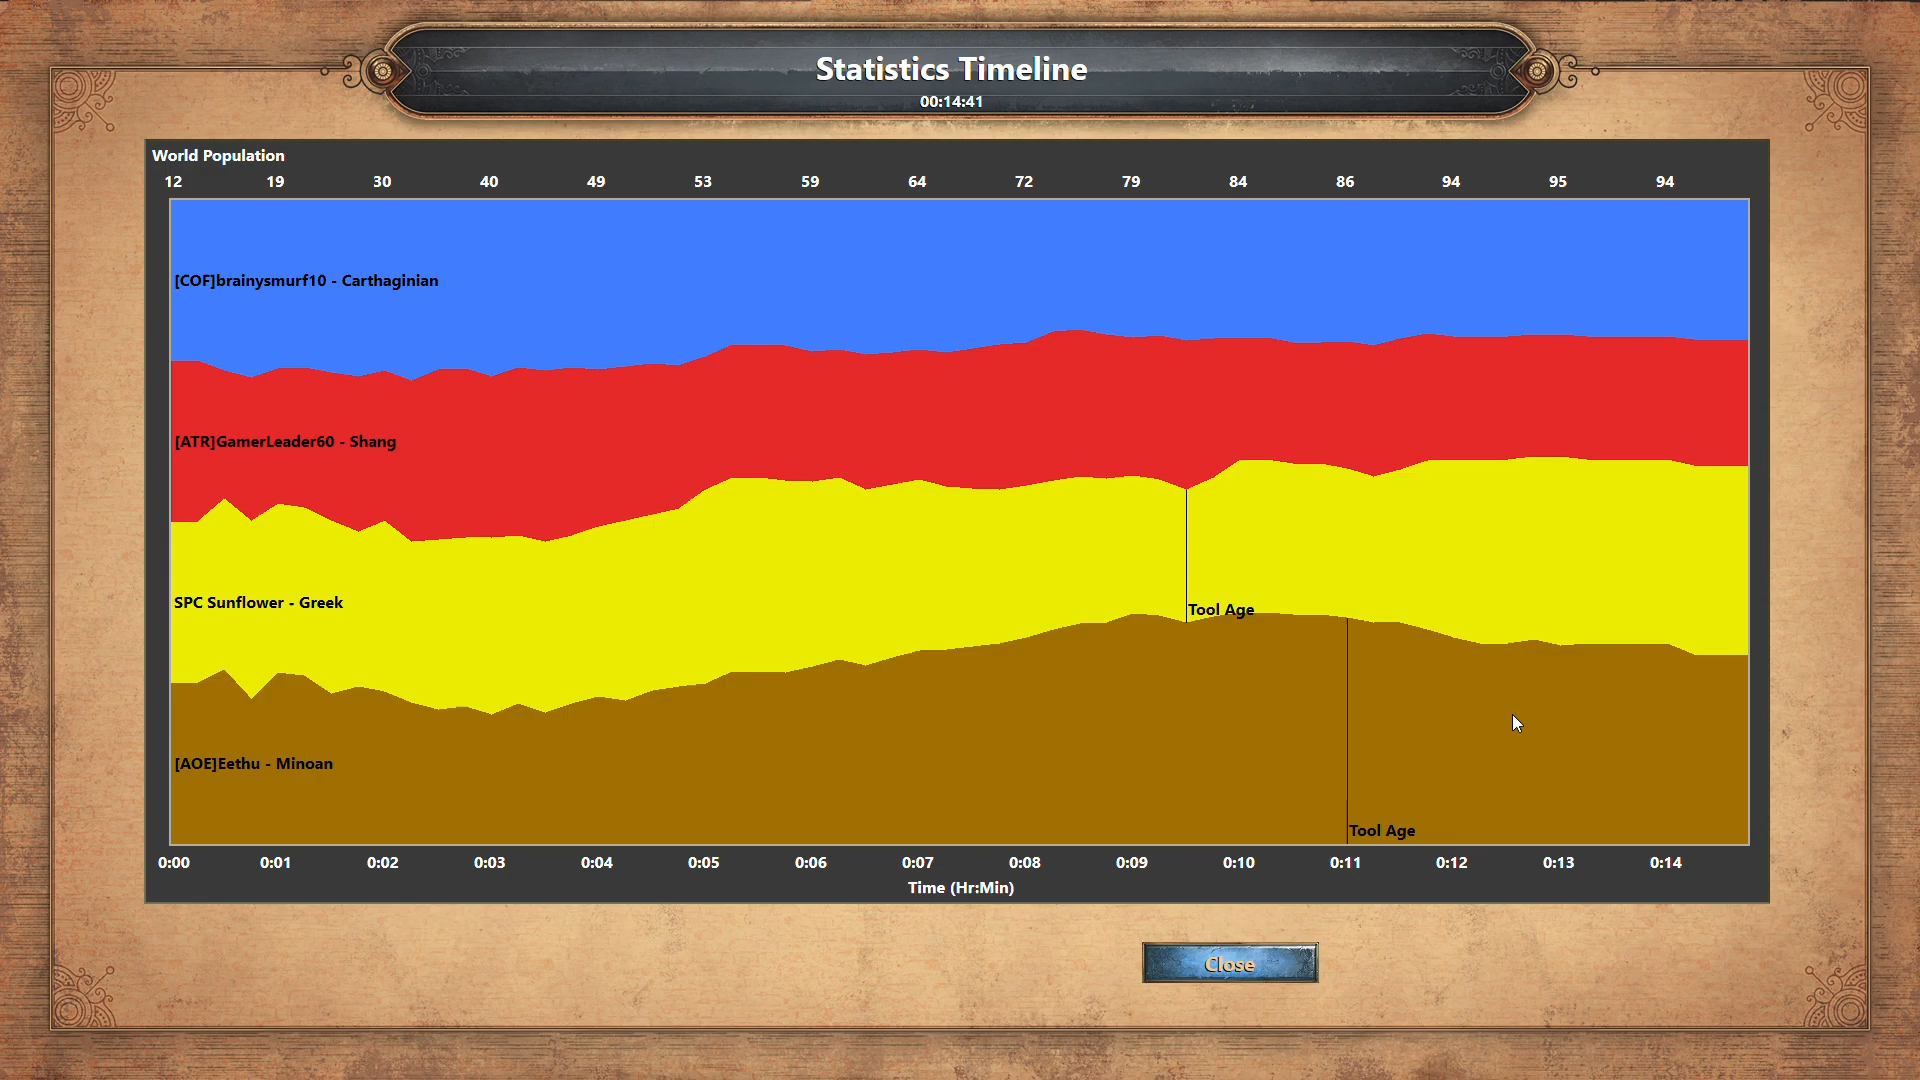 Statistics Timeline
00:14:41
World Population
12 19 30 40 49 53 59 64 72 79 84 86 94 95 94
[COF]brainysmurf10 - Carthaginian
[ATR]GamerLeader60 - Shang
SPC Sunflower - Greek
Tool Age
[AOE]Eethu - Minoan
Tool Age
0:00 0:01 0:02 0:03 0:04 0:05 0:06 0:07 0:08 0:09 0:10 0:11 0:12 0:13 0:14
Time (Hr:Min)
Close